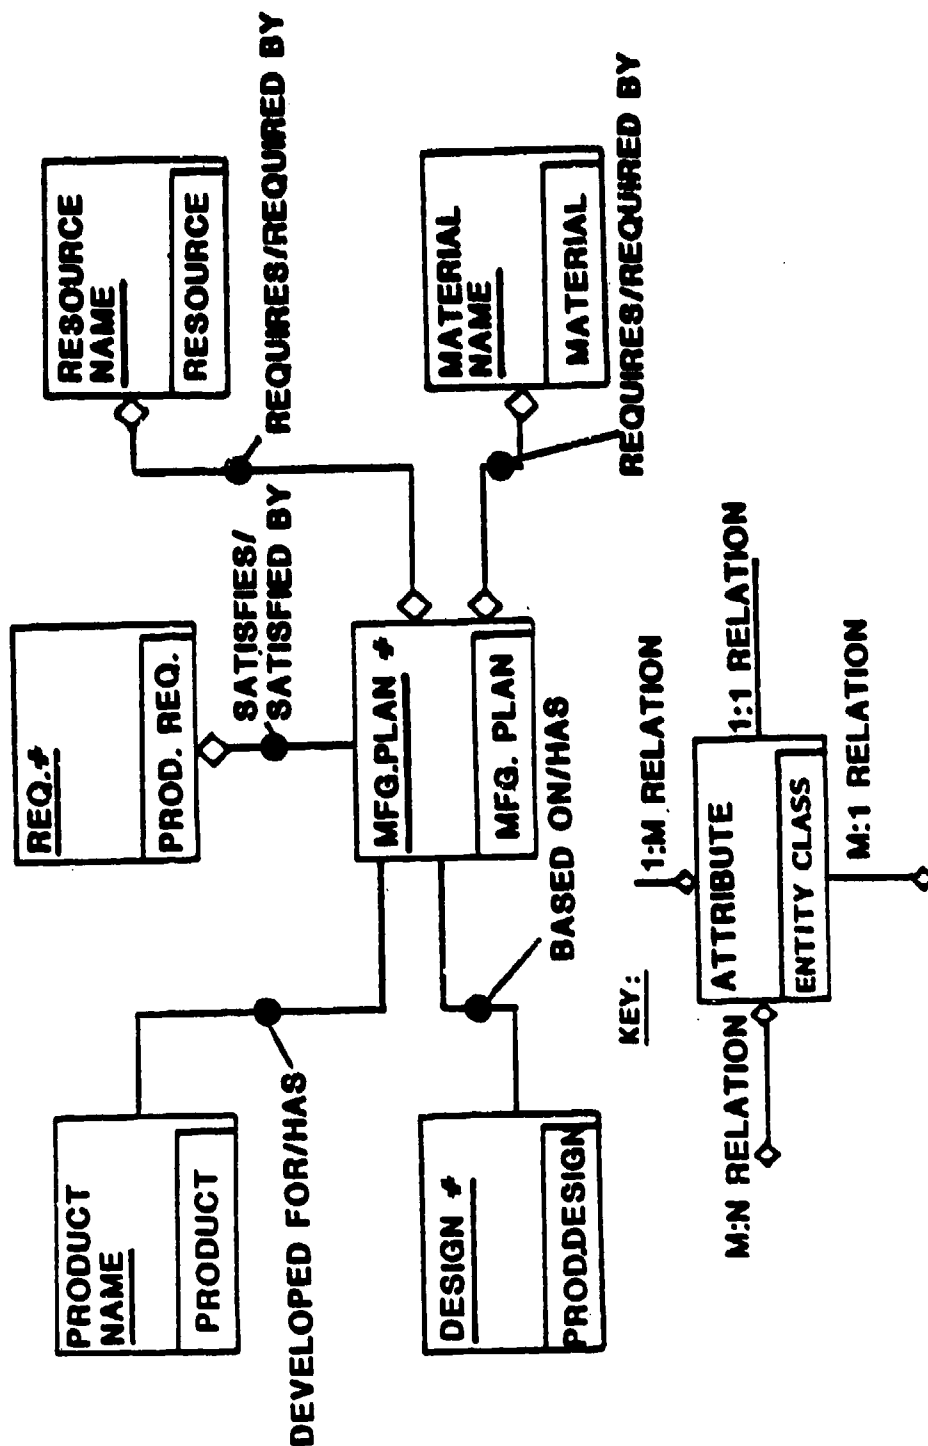 PRODUCT
NAME
PRODUCT
REQ.#
PROD. REQ.
RESOURCE
NAME
RESOURCE
DEVELOPED FOR/HAS
SATISFIES/
SATISFIED BY
REQUIRES/REQUIRED BY
MFG.PLAN #
MFG. PLAN
DESIGN #
PROD.DESIGN
BASED ON/HAS
MATERIAL
NAME
MATERIAL
REQUIRES/REQUIRED BY
KEY:
M:N RELATION
1:M RELATION
ATTRIBUTE
ENTITY CLASS
1:1 RELATION
M:1 RELATION